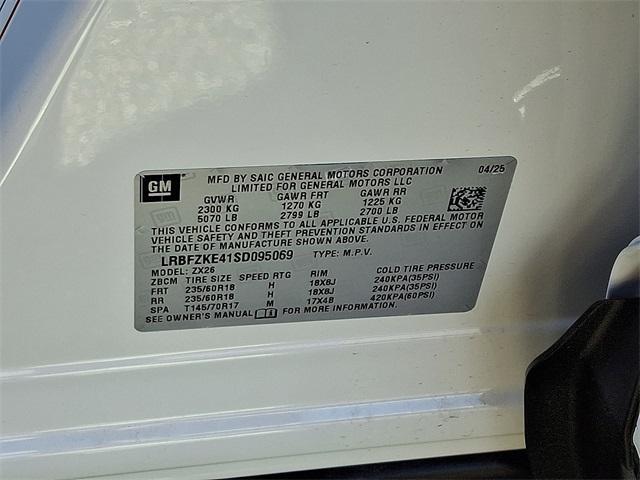 GM
MFD BY SAIC GENERAL MOTORS CORPORATION 04/25
LIMITED FOR GENERAL MOTORS LLC
GVWR GAWR FRT GAWR RR
2300 KG 1270 KG 1225 KG
5070 LB 2799 LB 2700 LB
THIS VEHICLE CONFORMS TO ALL APPLICABLE U.S. FEDERAL MOTOR
VEHICLE SAFETY AND THEFT PREVENTION STANDARDS IN EFFECT ON
THE DATE OF MANUFACTURE SHOWN ABOVE.
LRBFZKE41SD095069 TYPE: M.P.V.
MODEL: ZX26
ZBCM TIRE SIZE SPEED RTG RIM COLD TIRE PRESSURE
FRT 235/60R18 H 18X8J 240KPA(35PSI)
RR 235/60R18 H 18X8J 240KPA(35PSI)
SPA T145/70R17 M 17X4B 420KPA(60PSI)
SEE OWNER'S MANUAL FOR MORE INFORMATION.